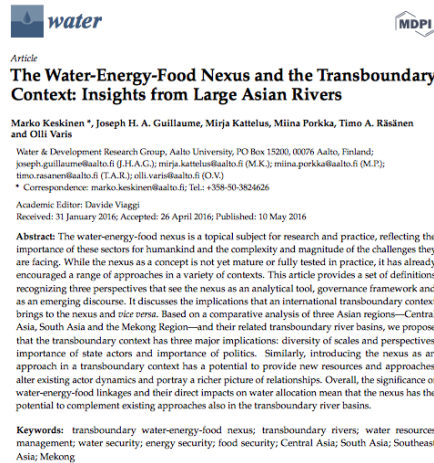 water
MDPI
Article
The Water-Energy-Food Nexus and the Transboundary
Context: Insights from Large Asian Rivers
Marko Keskinen *, Joseph H. A. Guillaume, Mirja Kattelus, Miina Porkka, Timo A. Räsänen
and Olli Varis
Water & Development Research Group, Aalto University, PO Box 15200, 00076 Aalto, Finland;
joseph.guillaume@aalto.fi (J.H.A.G.); mirja.kattelus@aalto.fi (M.K.); miina.porkka@aalto.fi (M.P.);
timo.rasanen@aalto.fi (T.A.R.); olli.varis@aalto.fi (O.V.)
* Correspondence: marko.keskinen@aalto.fi; Tel.: +358-50-3824626
Academic Editor: Davide Viaggi
Received: 31 January 2016; Accepted: 26 April 2016; Published: 10 May 2016
Abstract: The water-energy-food nexus is a topical subject for research and practice, reflecting the
importance of these sectors for humankind and the complexity and magnitude of the challenges they
are facing. While the nexus as a concept is not yet mature or fully tested in practice, it has already
encouraged a range of approaches in a variety of contexts. This article provides a set of definitions
recognizing three perspectives that see the nexus as an analytical tool, governance framework and
as an emerging discourse. It discusses the implications that an international transboundary context
brings to the nexus and vice versa. Based on a comparative analysis of three Asian regions—Central
Asia, South Asia and the Mekong Region—and their related transboundary river basins, we propose
that the transboundary context has three major implications: diversity of scales and perspectives,
importance of state actors and importance of politics. Similarly, introducing the nexus as an
approach in a transboundary context has a potential to provide new resources and approaches,
alter existing actor dynamics and portray a richer picture of relationships. Overall, the significance of
water-energy-food linkages and their direct impacts on water allocation mean that the nexus has the
potential to complement existing approaches also in the transboundary river basins.
Keywords: transboundary water-energy-food nexus; transboundary rivers; water resources
management; water security; energy security; food security; Central Asia; South Asia; Southeast
Asia; Mekong